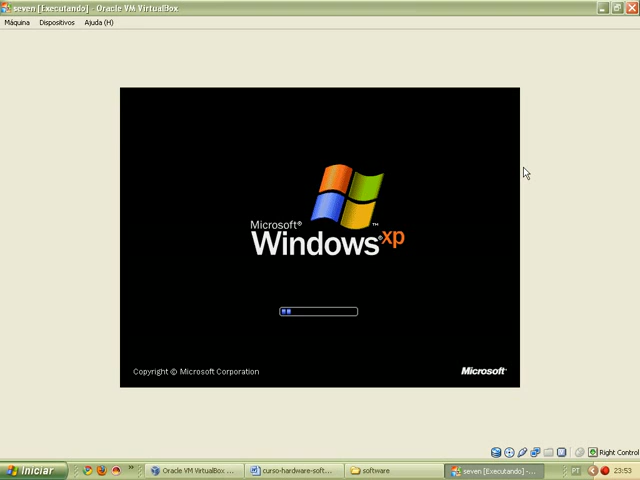 seven [Executando] - Oracle VM VirtualBox
Máquina Dispositivos Ajuda (H)
Microsoft®
Windows® xp ™
Copyright © Microsoft Corporation
Microsoft®
Right Control
Iniciar
»
Oracle VM VirtualBox ...
curso-hardware-soft...
software
seven [Executando] -...
PT
23:53